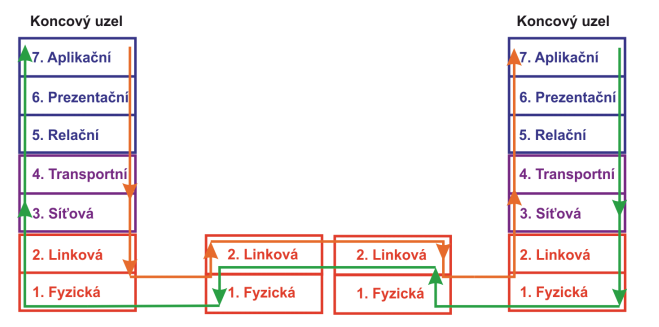 Koncový uzel
7. Aplikační
6. Prezentační
5. Relační
4. Transportní
3. Síťová
2. Linková
1. Fyzická
2. Linková
1. Fyzická
2. Linková
1. Fyzická
Koncový uzel
7. Aplikační
6. Prezentační
5. Relační
4. Transportní
3. Síťová
2. Linková
1. Fyzická